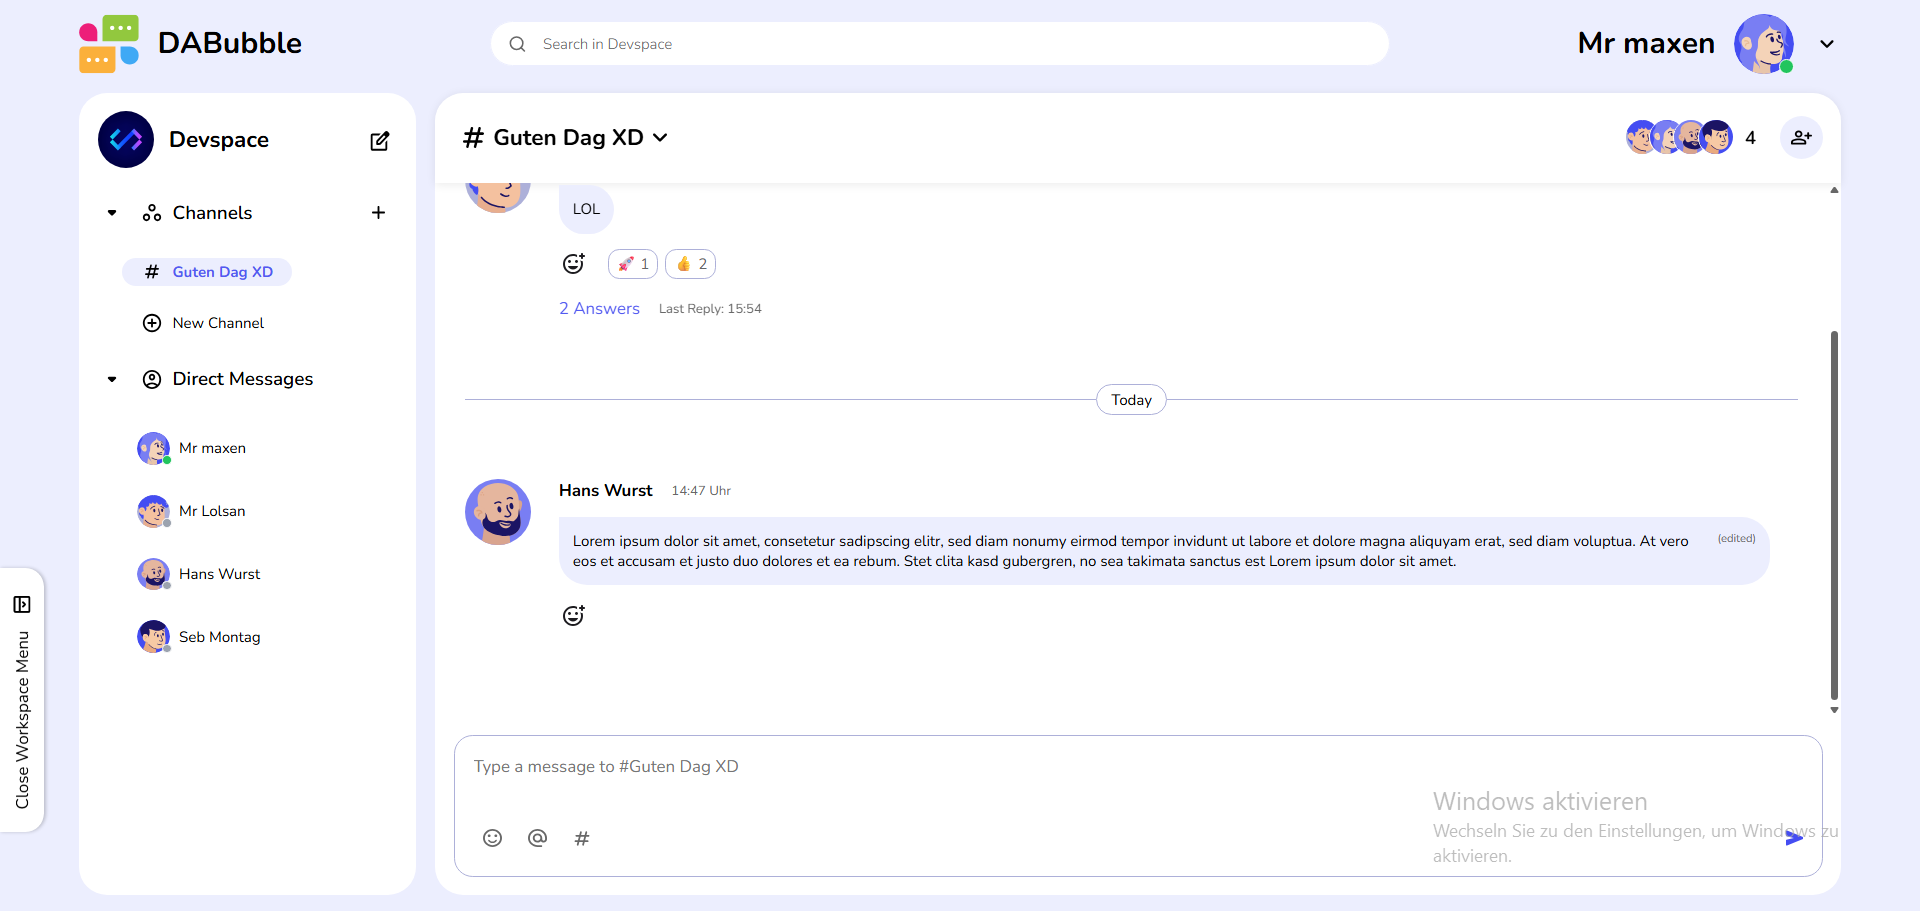 DABubble
Search in Devspace
Mr maxen
Devspace
Channels
# Guten Dag XD
New Channel
Direct Messages
Mr maxen
Mr Lolsan
Hans Wurst
Seb Montag
Close Workspace Menu
# Guten Dag XD
4
LOL
🚀 1 👍 2
2 Answers Last Reply: 15:54
Today
Hans Wurst 14:47 Uhr
Lorem ipsum dolor sit amet, consetetur sadipscing elitr, sed diam nonumy eirmod tempor invidunt ut labore et dolore magna aliquyam erat, sed diam voluptua. At vero (edited)
eos et accusam et justo duo dolores et ea rebum. Stet clita kasd gubergren, no sea takimata sanctus est Lorem ipsum dolor sit amet.
Type a message to #Guten Dag XD
@ #
Windows aktivieren
Wechseln Sie zu den Einstellungen, um Windows zu
aktivieren.